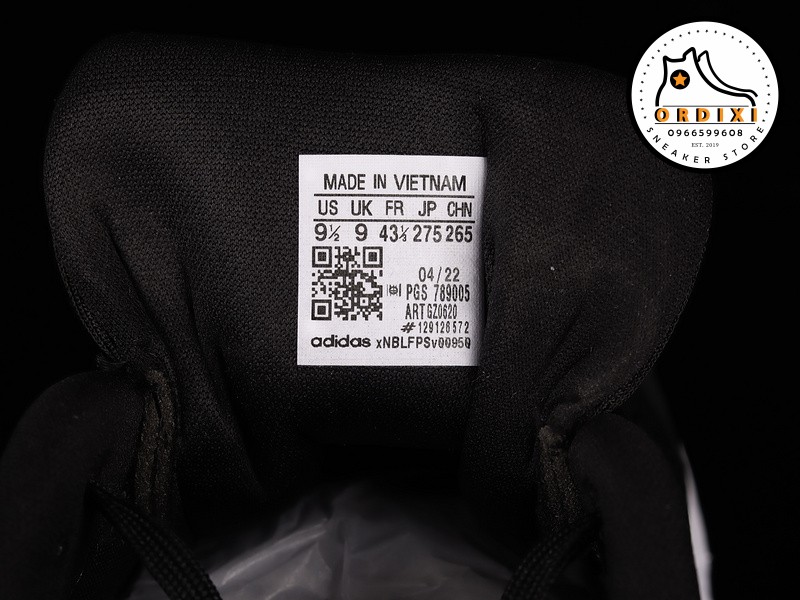 ORDIXI
0966599608
EST. 2019
SNEAKER STORE
MADE IN VIETNAM
US UK FR JP CHN
9½ 9 43⅓ 275 265
04/22
PGS 789005
ART GZ0620
#129126572
adidas xNBLFPSv0095Q